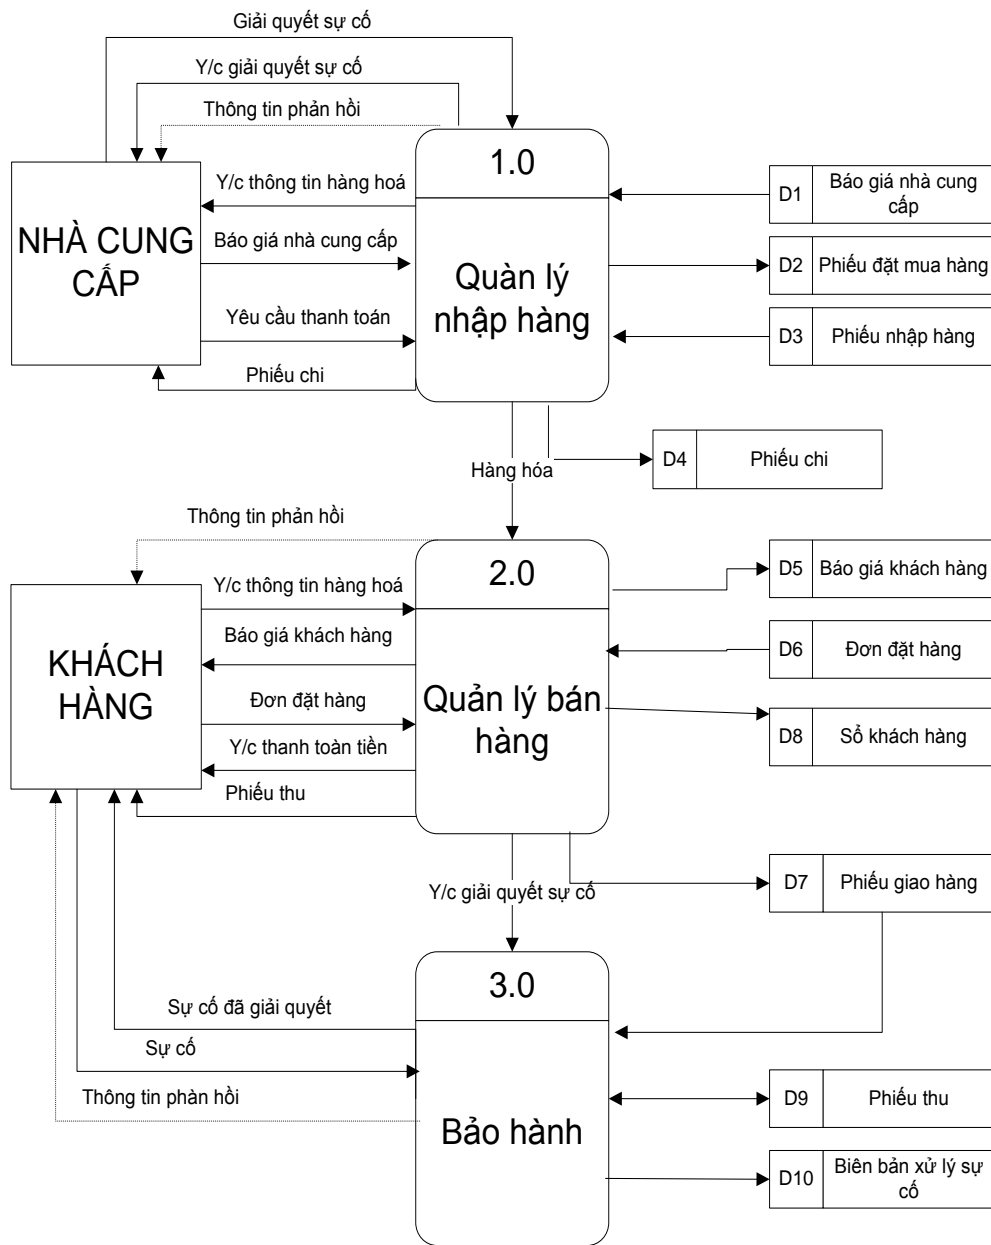 Giải quyết sự cố
Y/c giải quyết sự cố
Thông tin phản hồi
1.0
Y/c thông tin hàng hoá
D1
Báo giá nhà cung
cấp
NHÀ CUNG
CẤP
Báo giá nhà cung cấp
Quàn lý
nhập hàng
D2
Phiếu đặt mua hàng
Yêu cầu thanh toán
D3
Phiếu nhập hàng
Phiếu chi
Hàng hóa
D4
Phiếu chi
Thông tin phản hồi
2.0
D5
Báo giá khách hàng
Y/c thông tin hàng hoá
Báo giá khách hàng
D6
Đơn đặt hàng
KHÁCH
HÀNG
Đơn đặt hàng
Quản lý bán
hàng
D8
Sổ khách hàng
Y/c thanh toàn tiền
Phiếu thu
Y/c giải quyết sự cố
D7
Phiếu giao hàng
3.0
Sự cố đã giải quyết
Sự cố
Thông tin phàn hồi
Bảo hành
D9
Phiếu thu
D10
Biên bản xử lý sự
cố